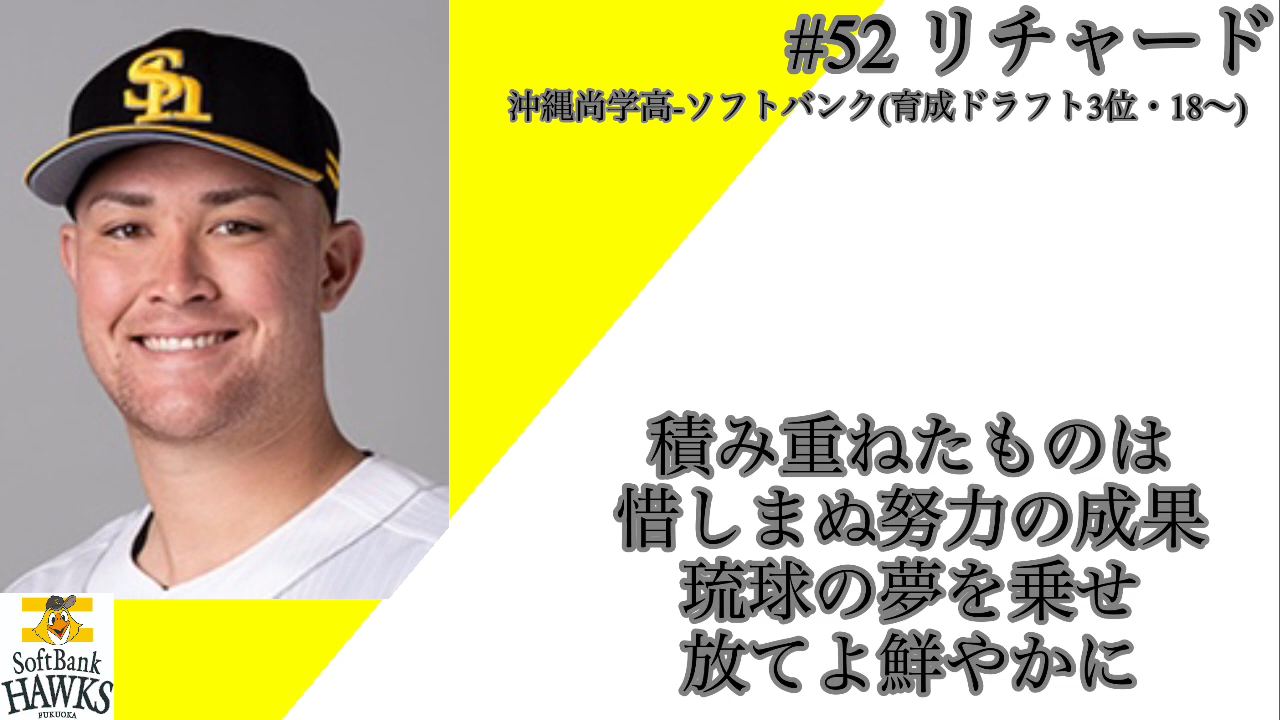 #52 リチャード
沖縄尚学高-ソフトバンク(育成ドラフト3位・18～)
Sh
積み重ねたものは
惜しまぬ努力の成果
琉球の夢を乗せ
放てよ鮮やかに
SoftBank
HAWKS
FUKUOKA